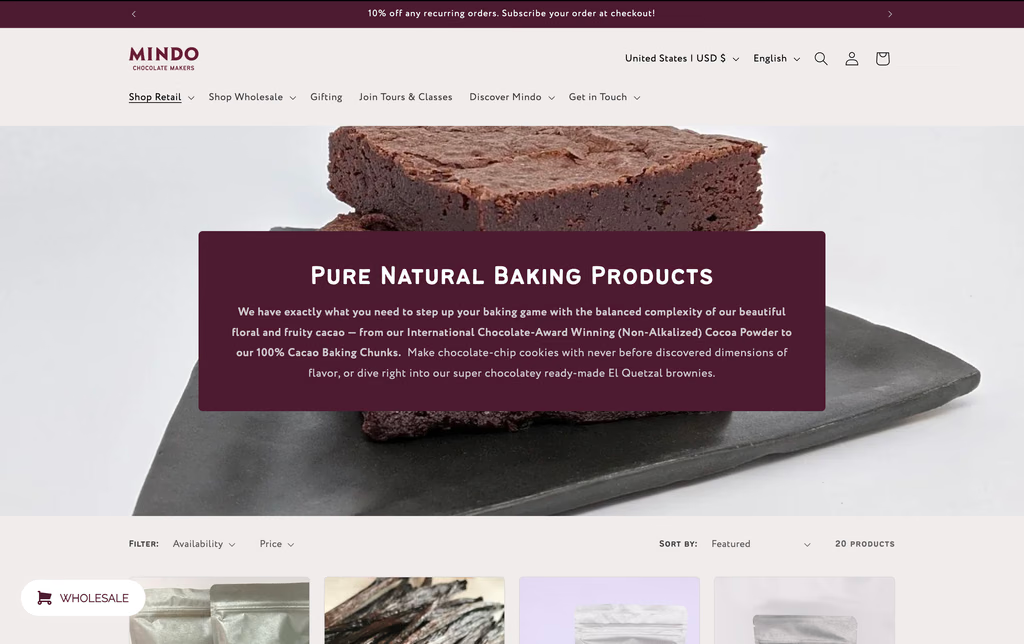 10% off any recurring orders. Subscribe your order at checkout!
MINDO
CHOCOLATE MAKERS
United States | USD $
English
Shop Retail
Shop Wholesale
Gifting
Join Tours & Classes
Discover Mindo
Get in Touch
Pure Natural Baking Products
We have exactly what you need to step up your baking game with the balanced complexity of our beautiful
floral and fruity cacao — from our International Chocolate-Award Winning (Non-Alkalized) Cocoa Powder to
our 100% Cacao Baking Chunks. Make chocolate-chip cookies with never before discovered dimensions of
flavor, or dive right into our super chocolatey ready-made El Quetzal brownies.
Filter:
Availability
Price
Sort by:
Featured
20 products
WHOLESALE